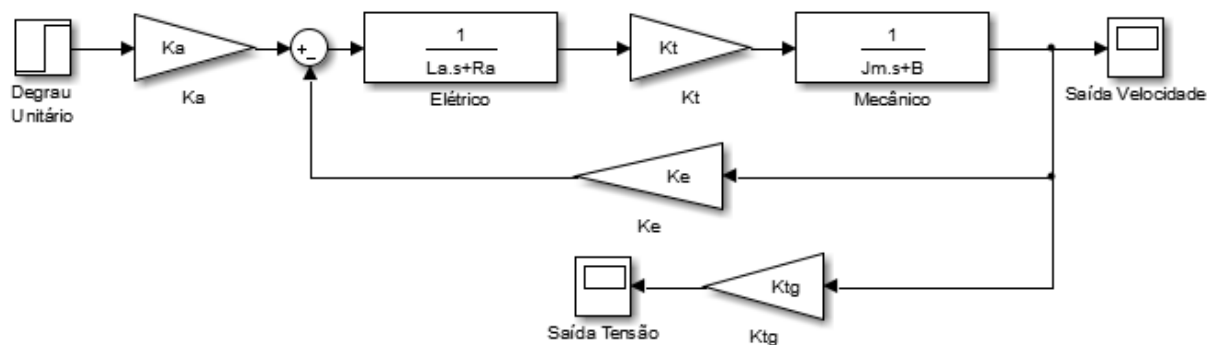 Degrau
Unitário
Ka
Ka
+
−
1
La.s+Ra
Elétrico
Kt
Kt
1
Jm.s+B
Mecânico
Saída Velocidade
Ke
Ke
Ktg
Ktg
Saída Tensão